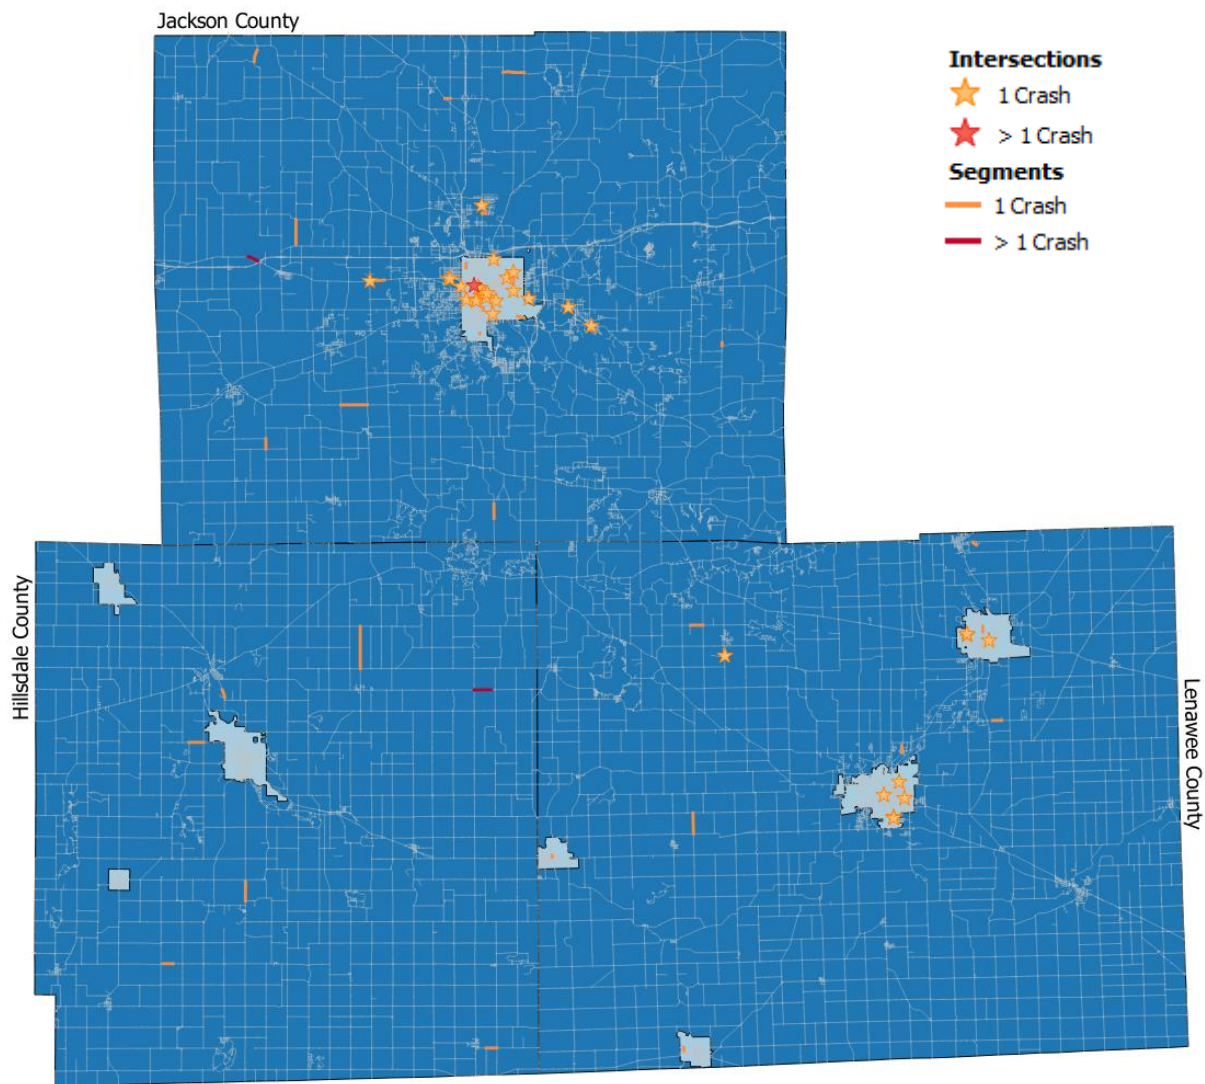 Jackson County
Intersections
1 Crash
> 1 Crash
Segments
1 Crash
> 1 Crash
Hillsdale County
Lenawee County